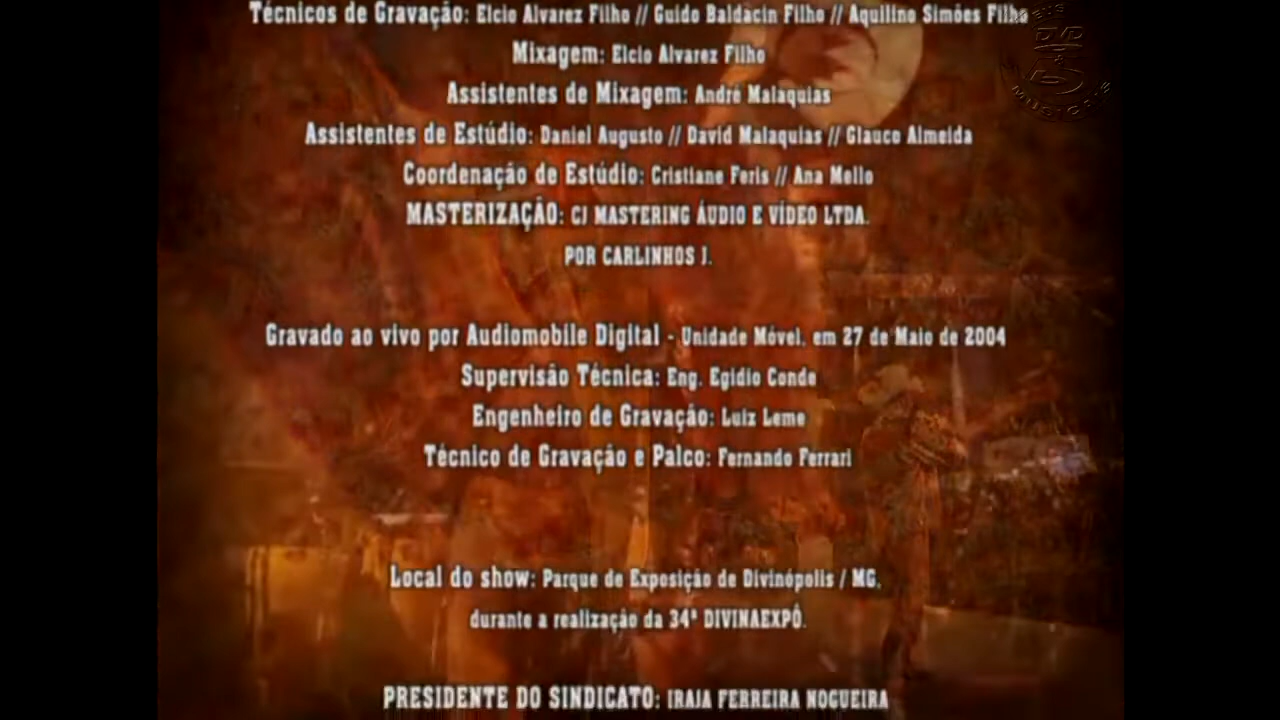 Técnicos de Gravação: Elcio Alvarez Filho // Guido Baldacin Filho // Aquilino Simões Filho
Mixagem: Elcio Alvarez Filho
Assistentes de Mixagem: André Malaquias
Assistentes de Estúdio: Daniel Augusto // David Malaquias // Glauco Almeida
Coordenação de Estúdio: Cristiane Feris // Ana Mello
MASTERIZAÇÃO: CJ MASTERING ÁUDIO E VÍDEO LTDA.
POR CARLINHOS J.
Gravado ao vivo por Audiomobile Digital - Unidade Móvel, em 27 de Maio de 2004
Supervisão Técnica: Eng. Egidio Conde
Engenheiro de Gravação: Luiz Leme
Técnico de Gravação e Palco: Fernando Ferrari
Local do show: Parque de Exposição de Divinópolis / MG,
durante a realização da 34ª DIVINAEXPÔ.
PRESIDENTE DO SINDICATO: IRAJA FERREIRA NOGUEIRA
MUSICAIS